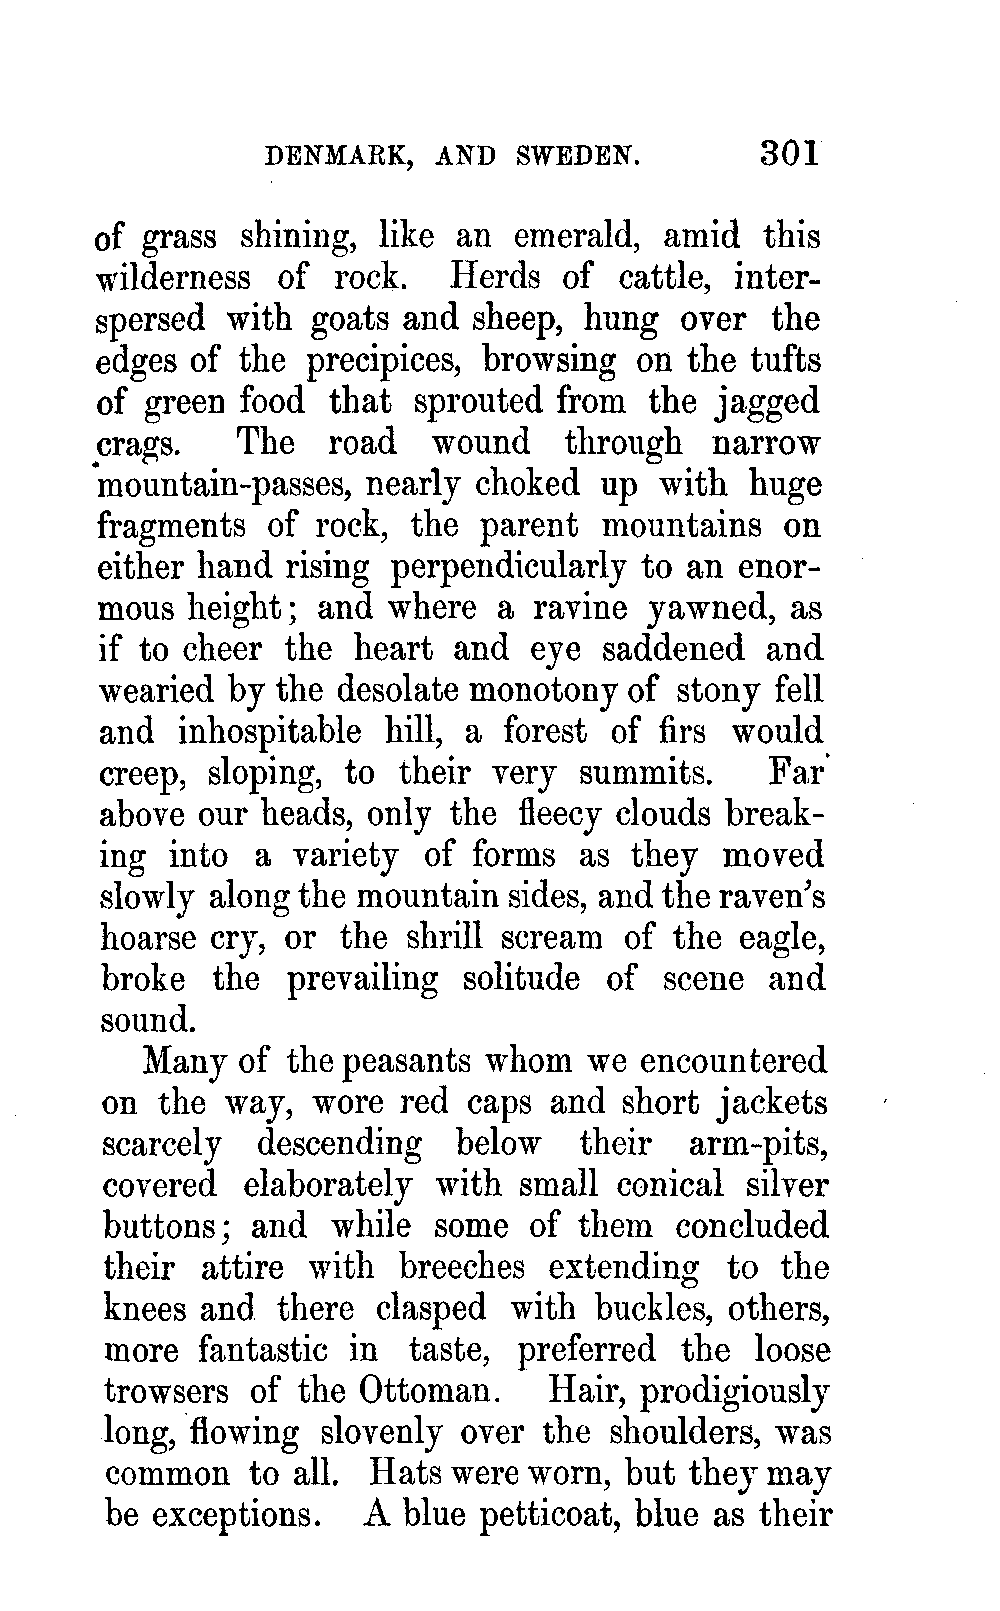 DENMARK, AND SWEDEN. 301
of grass shining, like an emerald, amid this
wilderness of rock. Herds of cattle, inter-
spersed with goats and sheep, hung over the
edges of the precipices, browsing on the tufts
of green food that sprouted from the jagged
crags. The road wound through narrow
mountain-passes, nearly choked up with huge
fragments of rock, the parent mountains on
either hand rising perpendicularly to an enor-
mous height; and where a ravine yawned, as
if to cheer the heart and eye saddened and
wearied by the desolate monotony of stony fell
and inhospitable hill, a forest of firs would
creep, sloping, to their very summits. Far
above our heads, only the fleecy clouds break-
ing into a variety of forms as they moved
slowly along the mountain sides, and the raven's
hoarse cry, or the shrill scream of the eagle,
broke the prevailing solitude of scene and
sound.
Many of the peasants whom we encountered
on the way, wore red caps and short jackets
scarcely descending below their arm-pits,
covered elaborately with small conical silver
buttons; and while some of them concluded
their attire with breeches extending to the
knees and there clasped with buckles, others,
more fantastic in taste, preferred the loose
trowsers of the Ottoman. Hair, prodigiously
long, flowing slovenly over the shoulders, was
common to all. Hats were worn, but they may
be exceptions. A blue petticoat, blue as their